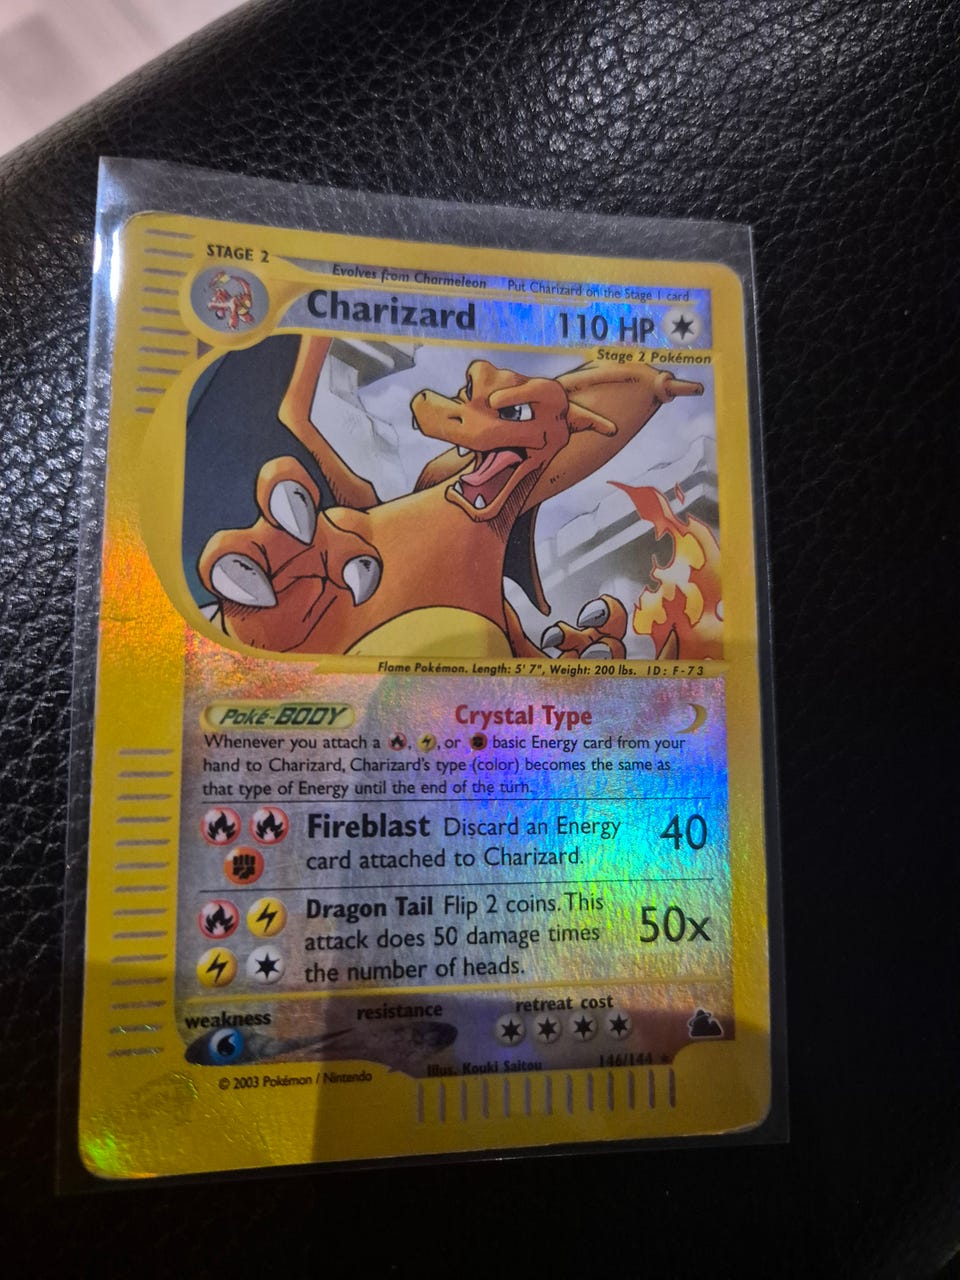 STAGE 2
Evolves from Charmeleon Put Charizard on the Stage 1 card
Charizard 110 HP
Stage 2 Pokémon
Flame Pokémon. Length: 5' 7", Weight: 200 lbs. ID: F-73
Poké-BODY Crystal Type
Whenever you attach a , , or basic Energy card from your
hand to Charizard, Charizard's type (color) becomes the same as
that type of Energy until the end of the turn.
Fireblast Discard an Energy 40
card attached to Charizard.
Dragon Tail Flip 2 coins. This
attack does 50 damage times 50x
the number of heads.
weakness resistance retreat cost
Illus. Kouki Saitou 146/144
© 2003 Pokémon / Nintendo